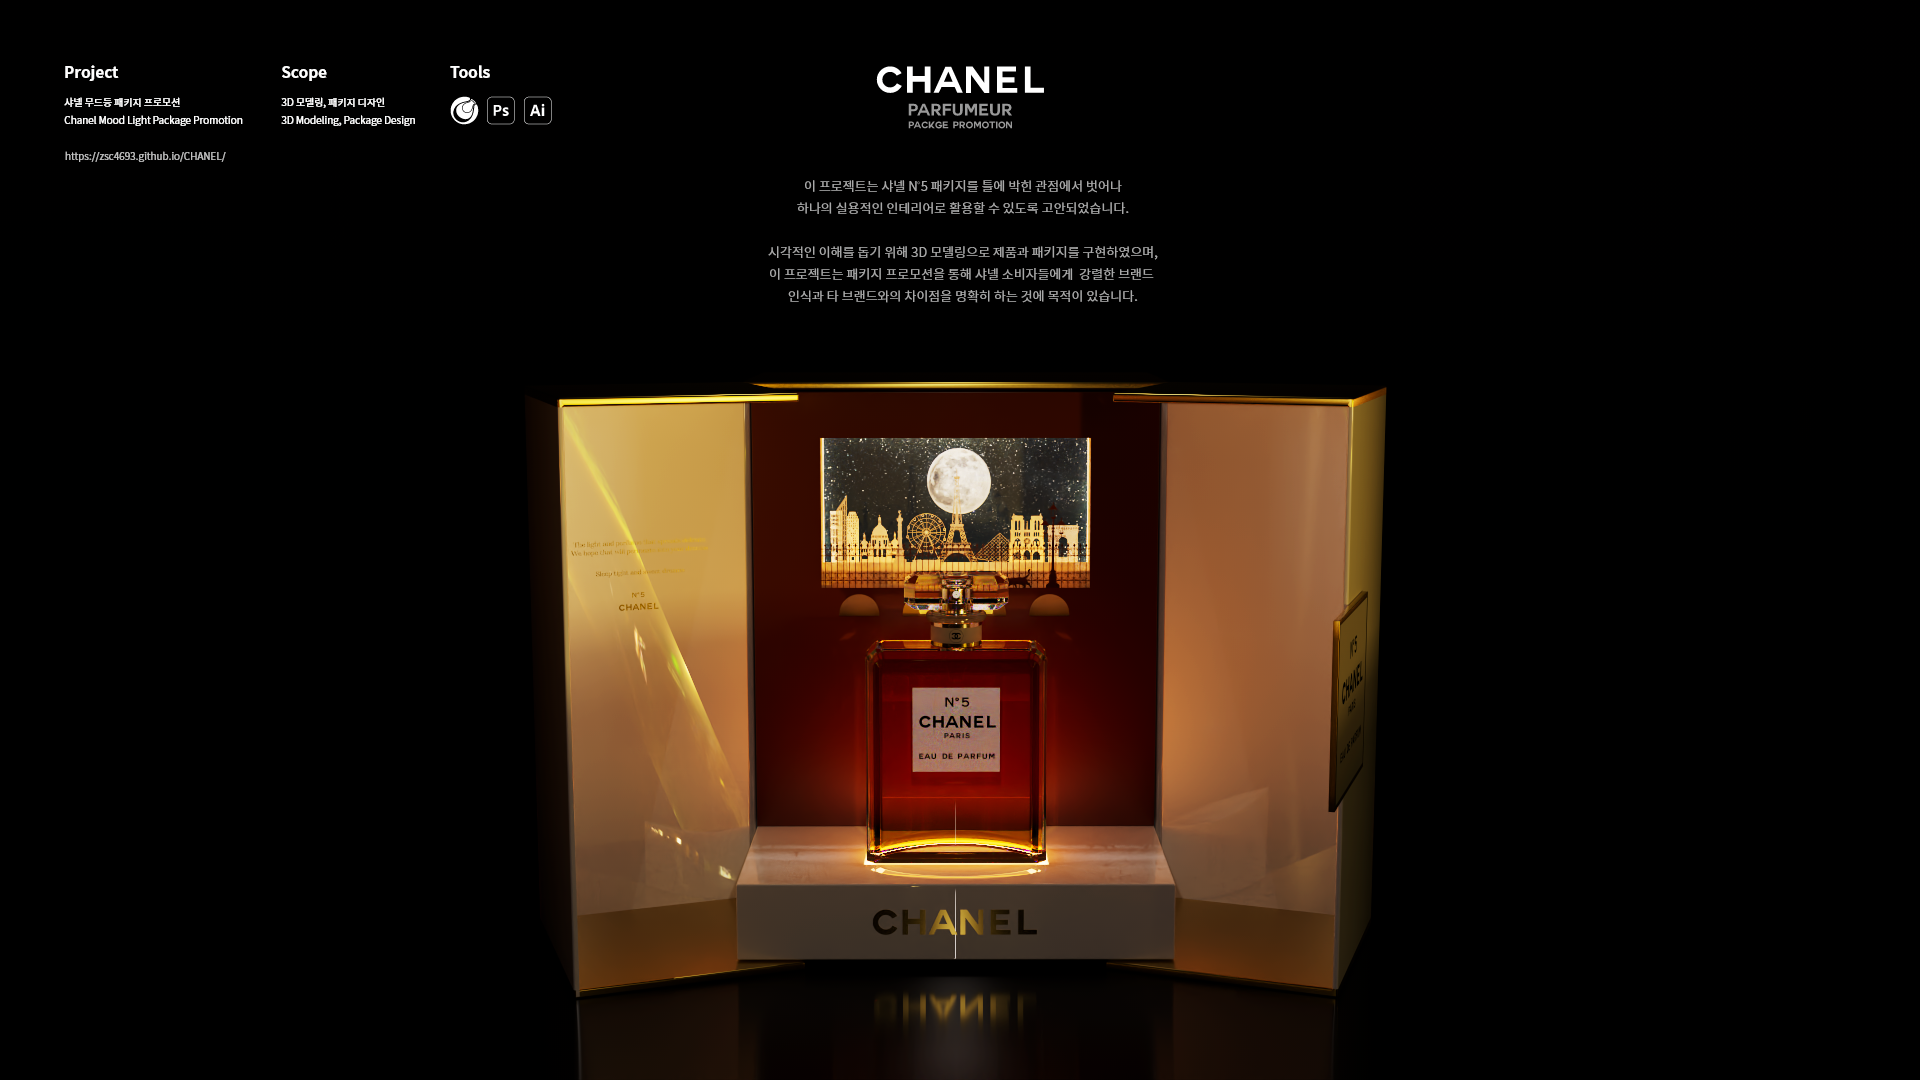 Project
샤넬 무드등 패키지 프로모션
Chanel Mood Light Package Promotion
https://zsc4693.github.io/CHANEL/
Scope
3D 모델링, 패키지 디자인
3D Modeling, Package Design
Tools
Ps
Ai
CHANEL
PARFUMEUR
PACKGE PROMOTION
이 프로젝트는 샤넬 N°5 패키지를 틀에 박힌 관점에서 벗어나
하나의 실용적인 인테리어로 활용할 수 있도록 고안되었습니다.
시각적인 이해를 돕기 위해 3D 모델링으로 제품과 패키지를 구현하였으며,
이 프로젝트는 패키지 프로모션을 통해 샤넬 소비자들에게 강렬한 브랜드
인식과 타 브랜드와의 차이점을 명확히 하는 것에 목적이 있습니다.
The light and
We hope that
N°5
CHANEL
N°5
CHANEL
PARIS
EAU DE PARFUM
N°5
CHANEL
PARIS
CHANEL